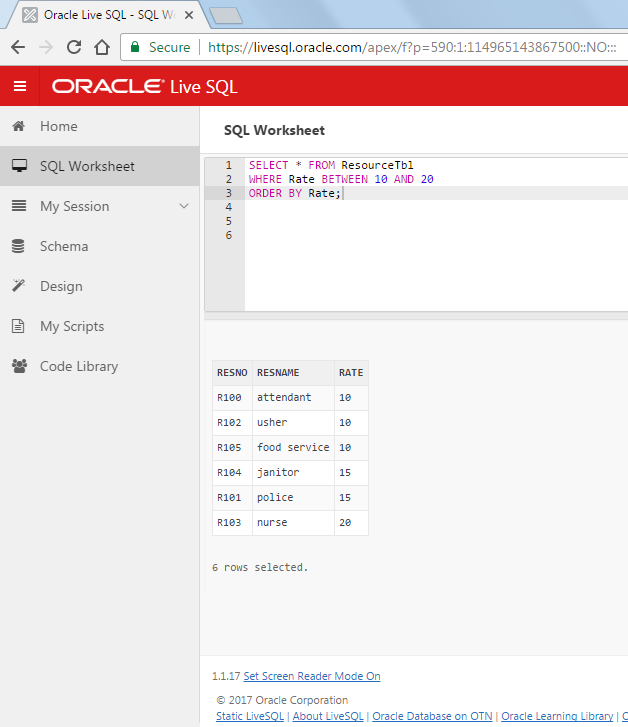 Oracle Live SQL - SQL Wo
Secure https://livesql.oracle.com/apex/f?p=590:1:114965143867500::NO:::
ORACLE Live SQL
Home
SQL Worksheet
My Session
Schema
Design
My Scripts
Code Library
SQL Worksheet
1 SELECT * FROM ResourceTbl
2 WHERE Rate BETWEEN 10 AND 20
3 ORDER BY Rate;
4
5
6
RESNO RESNAME RATE
R100 attendant 10
R102 usher 10
R105 food service 10
R104 janitor 15
R101 police 15
R103 nurse 20
6 rows selected.
1.1.17 Set Screen Reader Mode On
© 2017 Oracle Corporation
Static LiveSQL | About LiveSQL | Oracle Database on OTN | Oracle Learning Library |